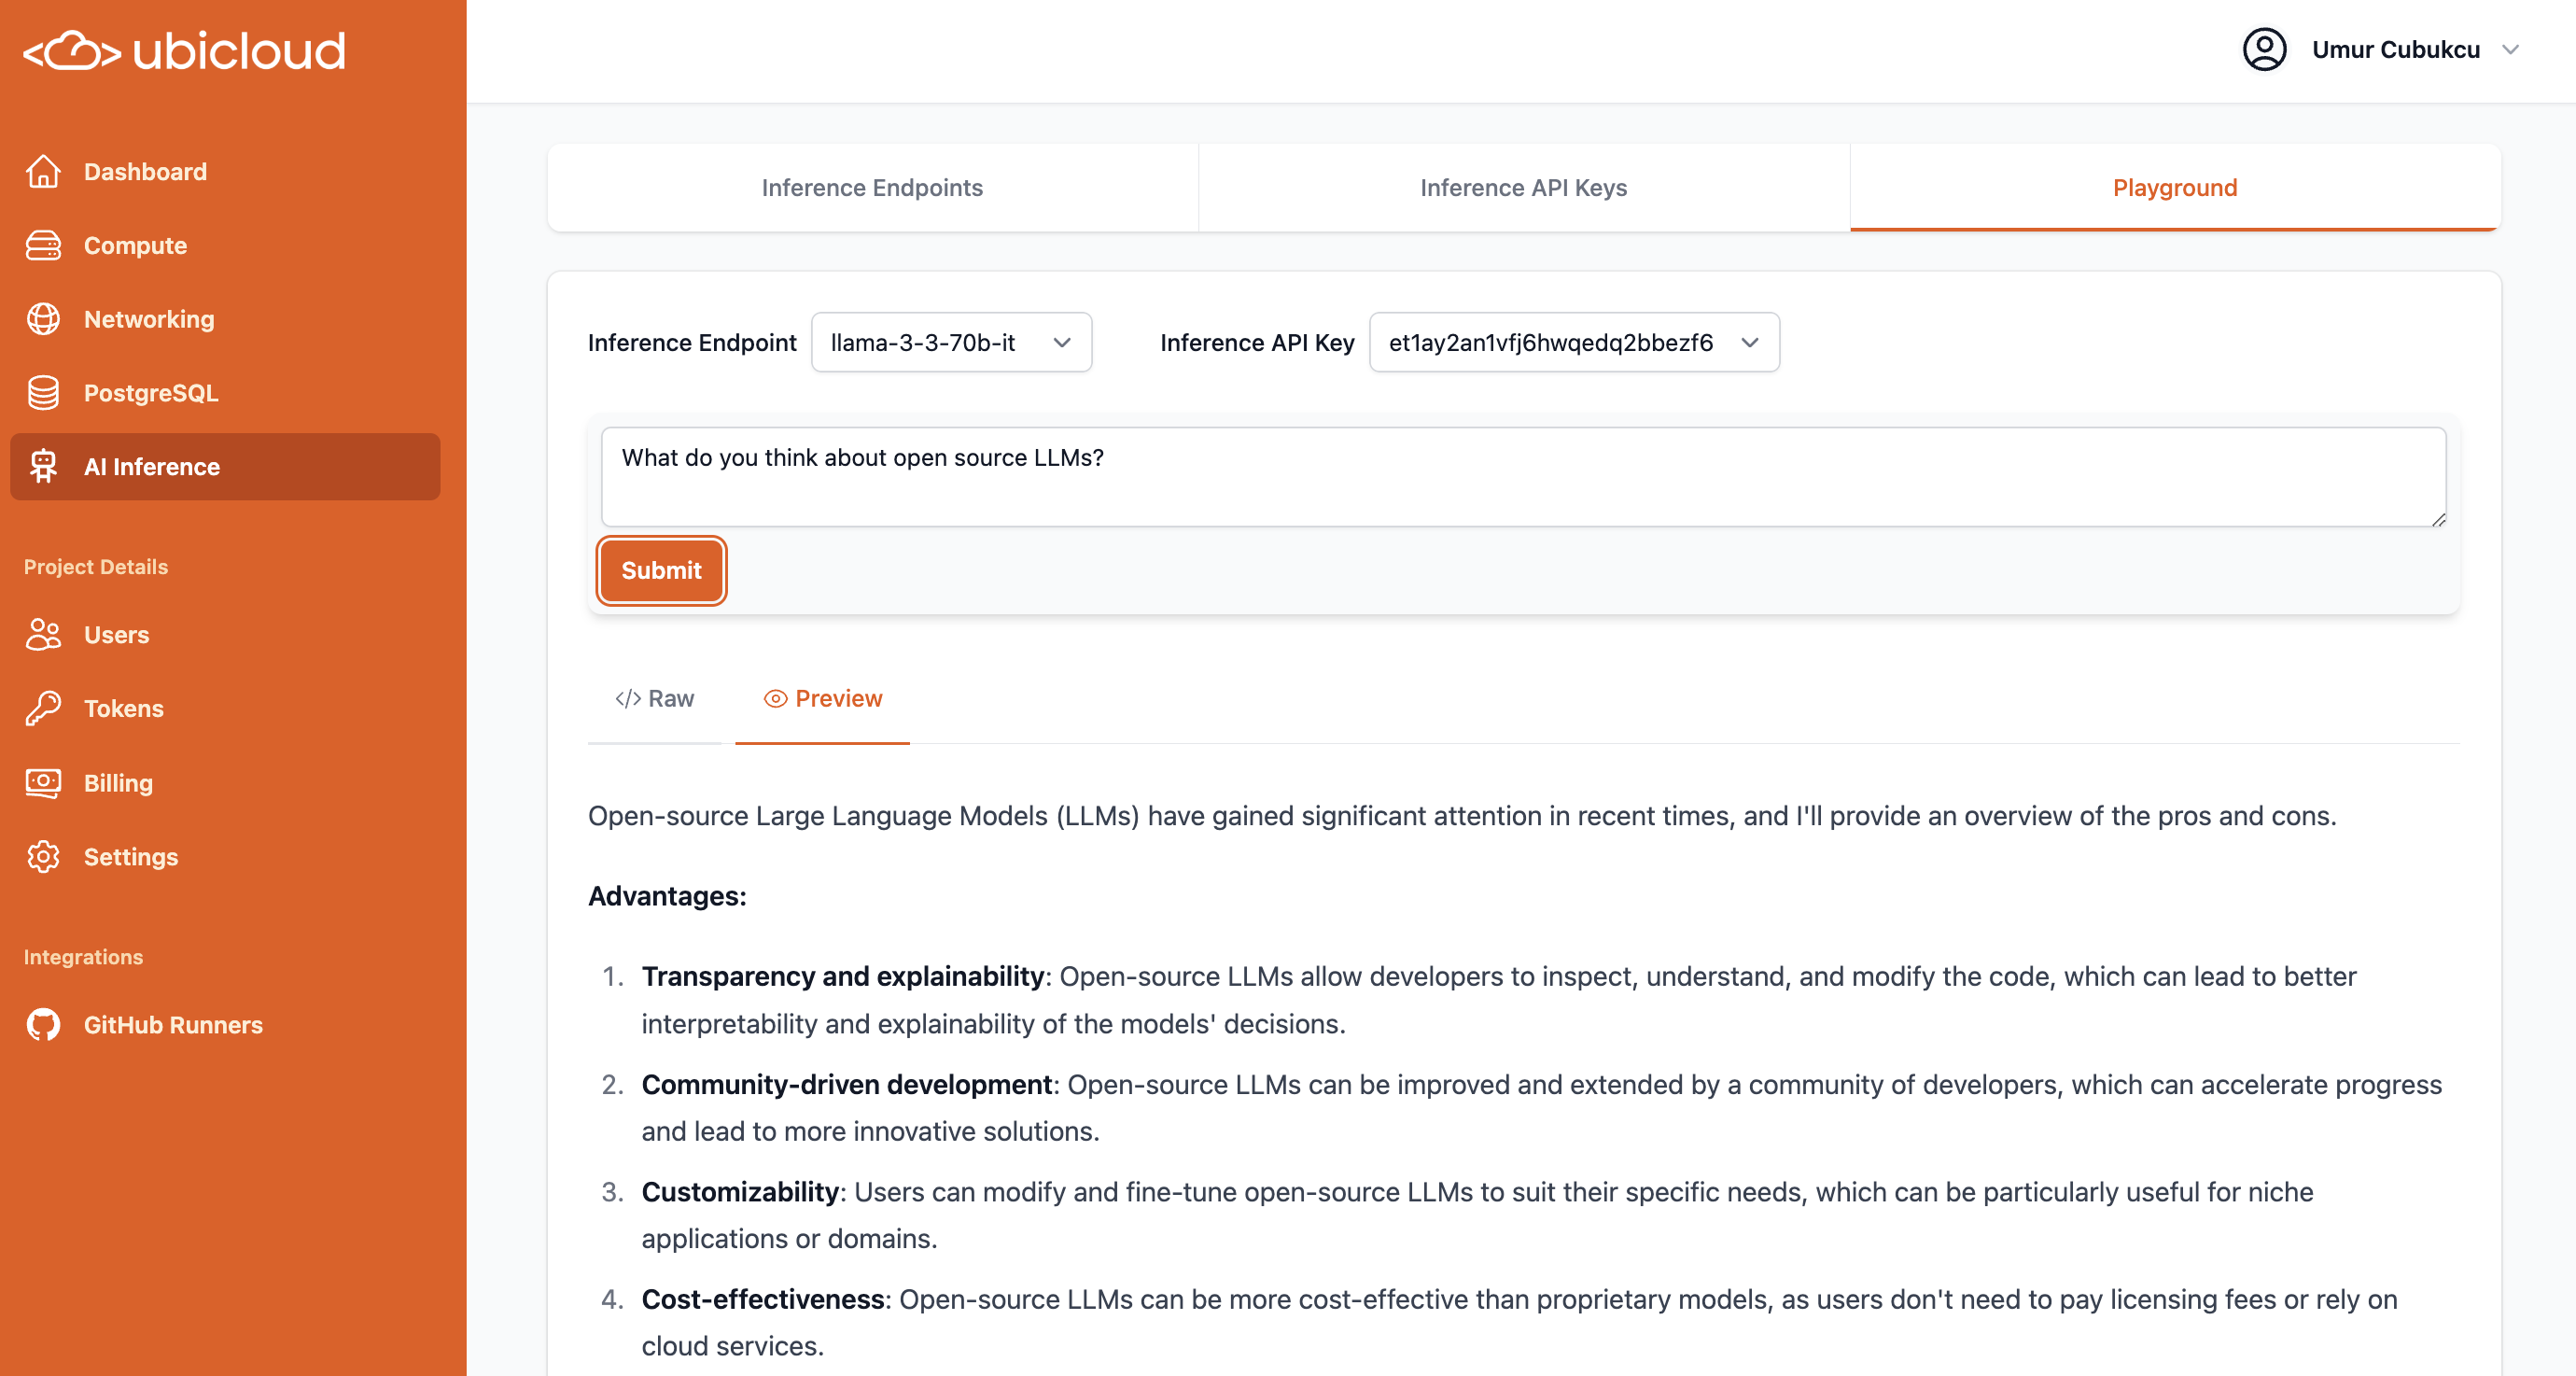 ubicloud
Umur Cubukcu
Dashboard
Compute
Networking
PostgreSQL
AI Inference
Project Details
Users
Tokens
Billing
Settings
Integrations
GitHub Runners
Inference Endpoints
Inference API Keys
Playground
Inference Endpoint
llama-3-3-70b-it
Inference API Key
et1ay2an1vfj6hwqedq2bbezf6
What do you think about open source LLMs?
Submit
</> Raw
Preview
Open-source Large Language Models (LLMs) have gained significant attention in recent times, and I'll provide an overview of the pros and cons.
Advantages:
1. Transparency and explainability: Open-source LLMs allow developers to inspect, understand, and modify the code, which can lead to better
interpretability and explainability of the models' decisions.
2. Community-driven development: Open-source LLMs can be improved and extended by a community of developers, which can accelerate progress
and lead to more innovative solutions.
3. Customizability: Users can modify and fine-tune open-source LLMs to suit their specific needs, which can be particularly useful for niche
applications or domains.
4. Cost-effectiveness: Open-source LLMs can be more cost-effective than proprietary models, as users don't need to pay licensing fees or rely on
cloud services.